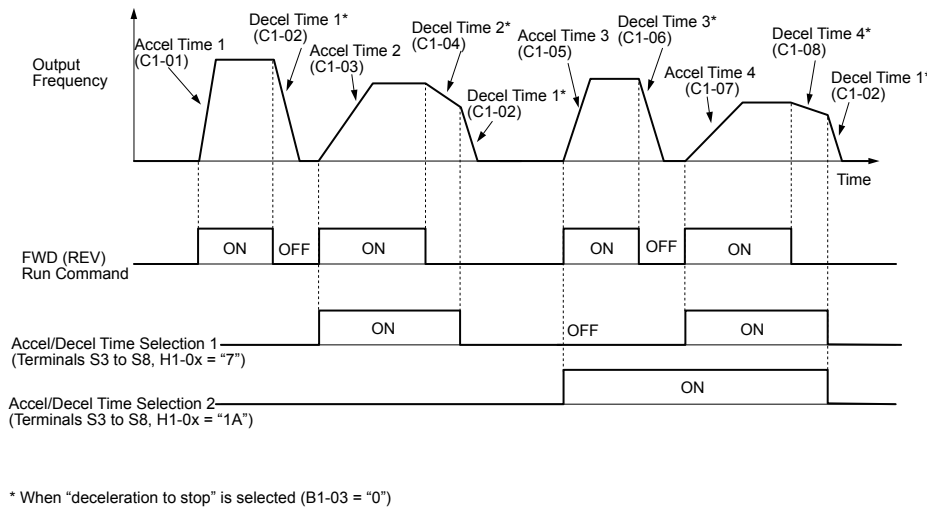 Decel Time 1*
(C1-02)
Accel Time 1
(C1-01)
Accel Time 2
(C1-03)
Decel Time 2*
(C1-04)
Decel Time 1*
(C1-02)
Accel Time 3
(C1-05)
Decel Time 3*
(C1-06)
Accel Time 4
(C1-07)
Decel Time 4*
(C1-08)
Decel Time 1*
(C1-02)
Output
Frequency
Time
FWD (REV)
Run Command
ON
OFF
ON
ON
OFF
ON
Accel/Decel Time Selection 1
(Terminals S3 to S8, H1-0x = “7”)
ON
OFF
ON
Accel/Decel Time Selection 2
(Terminals S3 to S8, H1-0x = “1A”)
ON
* When “deceleration to stop” is selected (B1-03 = “0”)